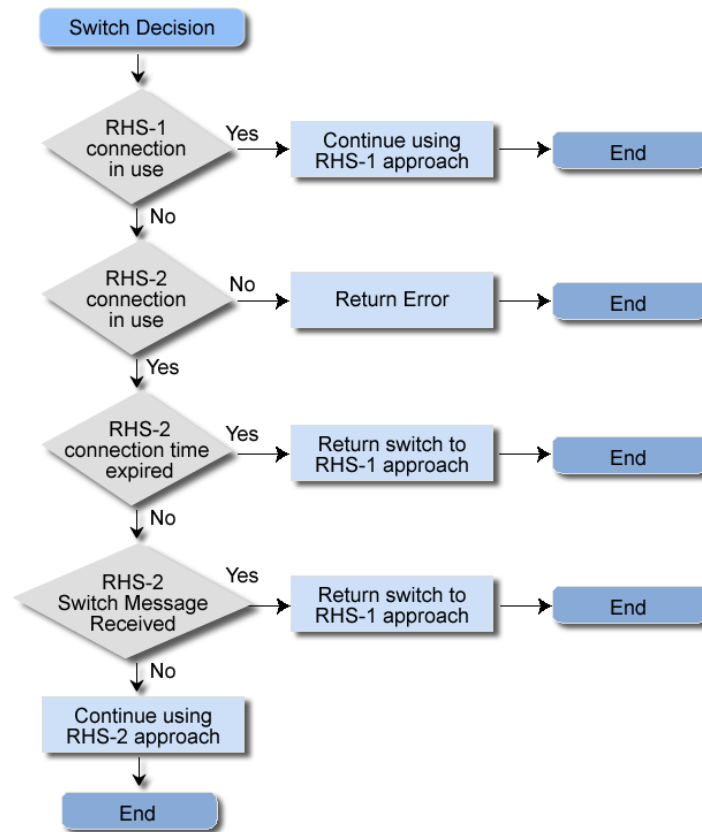 Switch Decision
RHS-1
connection
in use
Yes
Continue using
RHS-1 approach
End
No
RHS-2
connection
in use
No
Return Error
End
Yes
RHS-2
connection time
expired
Yes
Return switch to
RHS-1 approach
End
No
RHS-2
Switch Message
Received
Yes
Return switch to
RHS-1 approach
End
No
Continue using
RHS-2 approach
End